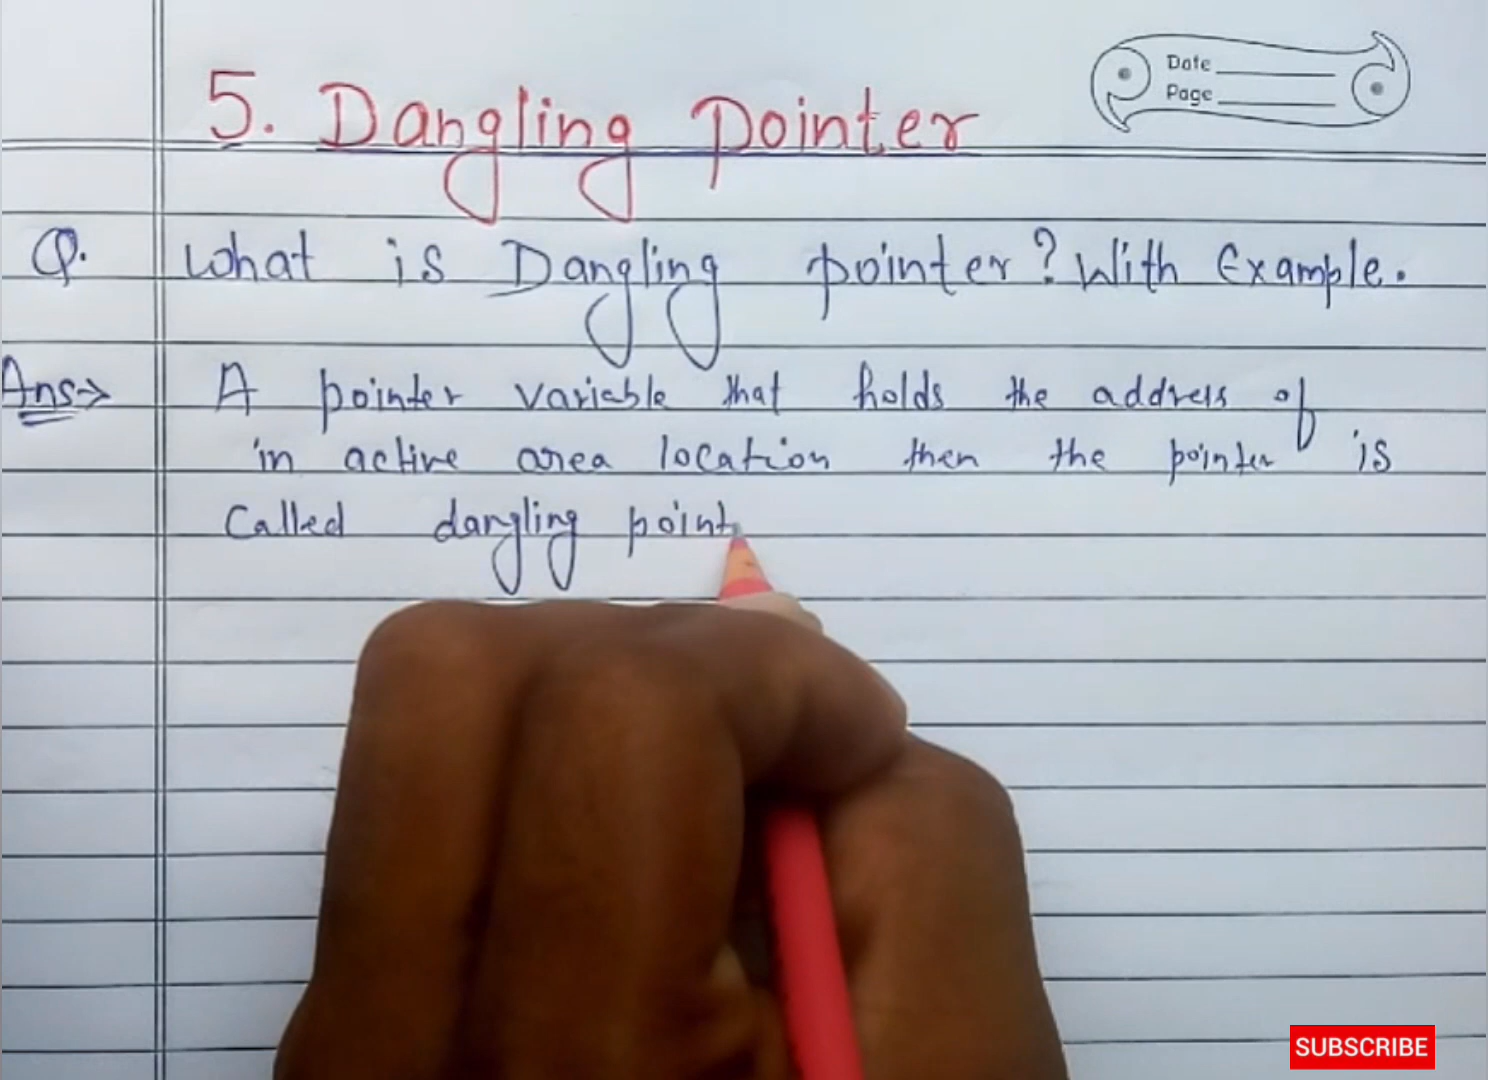 Date
Page
5. Dangling Pointer
Q. What is Dangling pointer? With Example.
Ans-> A pointer variable that holds the address of
in active area location then the pointer is
Called dangling point
SUBSCRIBE